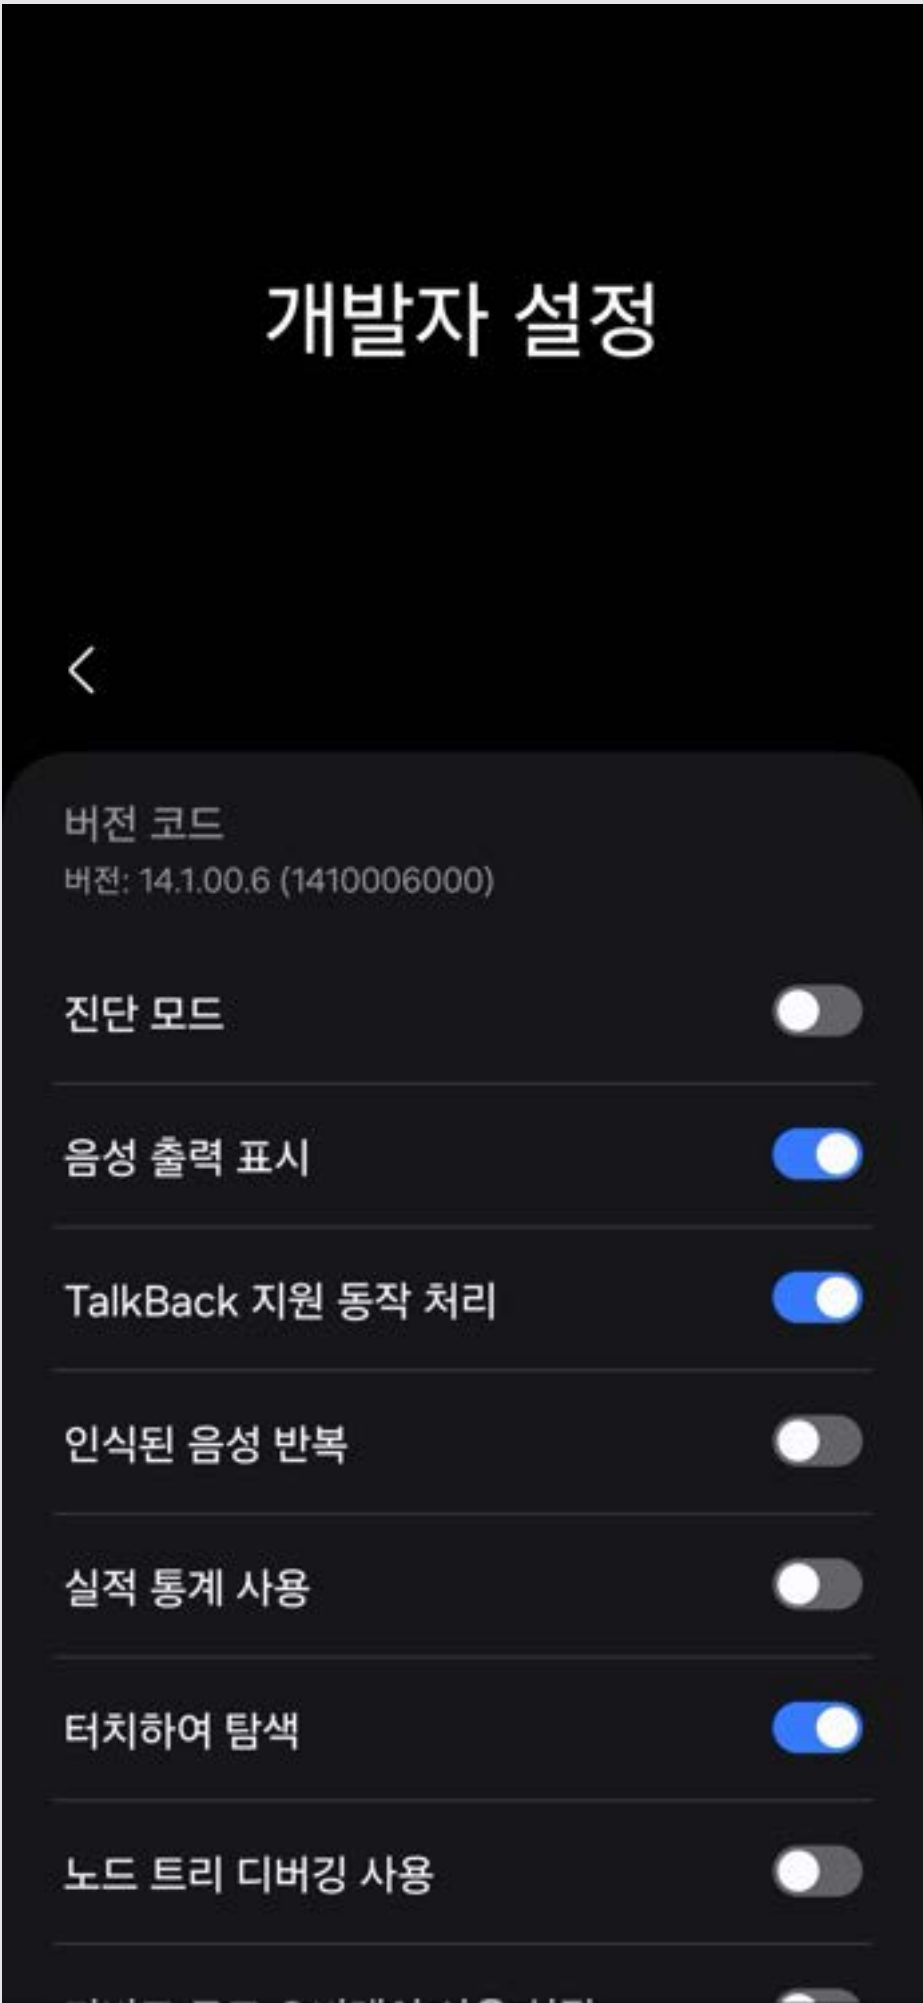 개발자 설정
버전 코드
버전: 14.1.00.6 (1410006000)
진단 모드
음성 출력 표시
TalkBack 지원 동작 처리
인식된 음성 반복
실적 통계 사용
터치하여 탐색
노드 트리 디버깅 사용